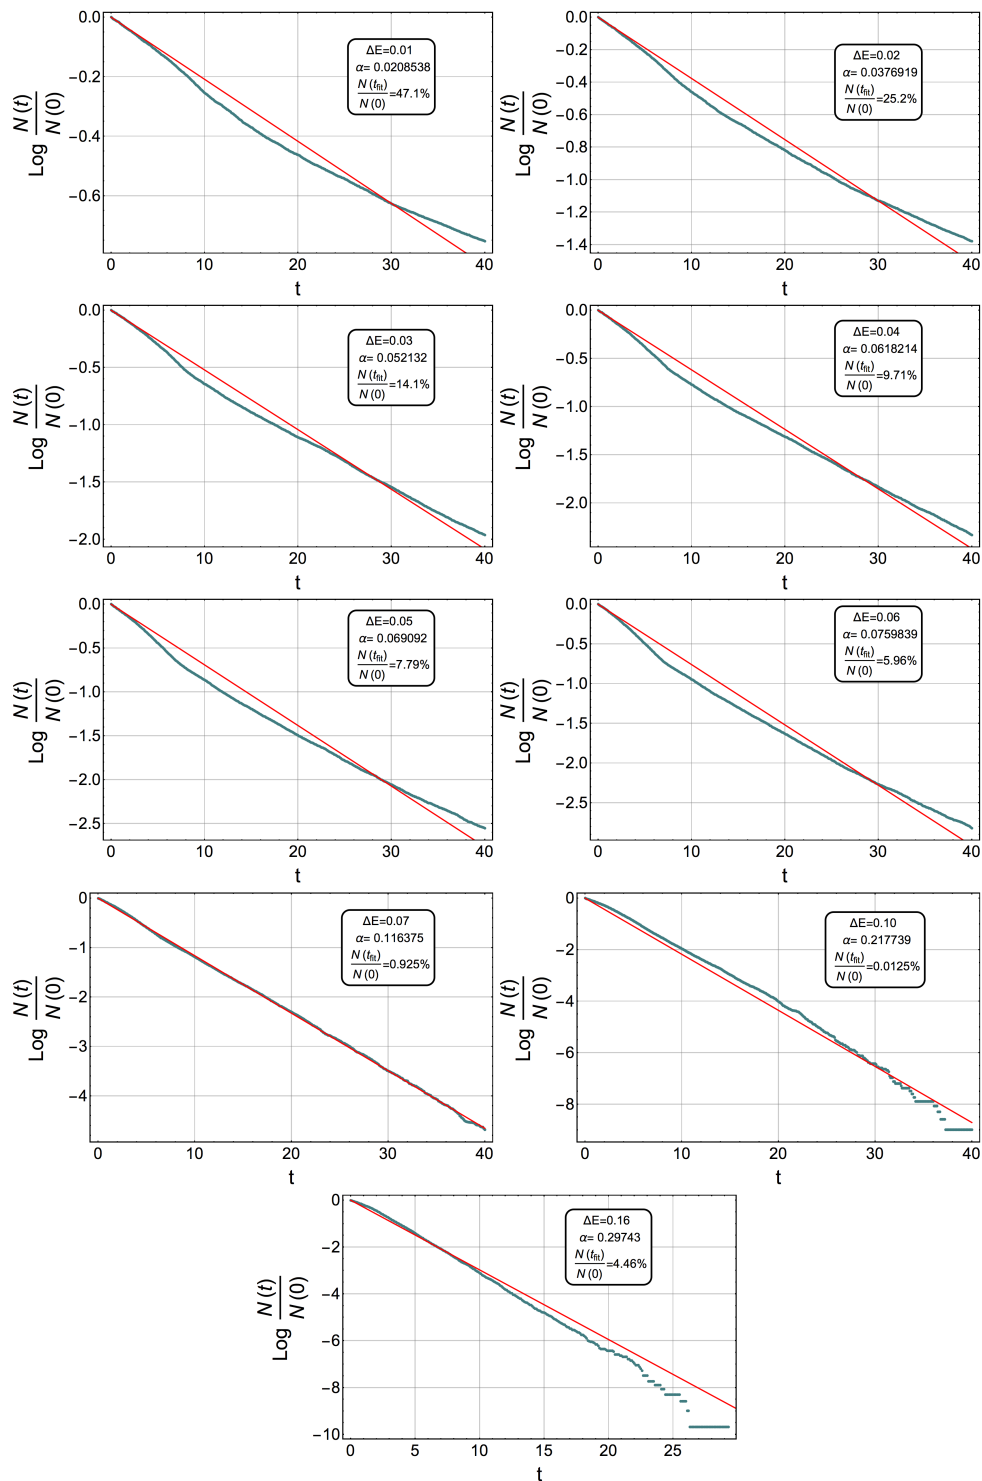 ΔE=0.01
α= 0.0208538
N(t_fit)/N(0)=47.1%
Log N(t)/N(0)
0.0
−0.2
−0.4
−0.6
0 10 20 30 40
t
ΔE=0.02
α= 0.0376919
N(t_fit)/N(0)=25.2%
Log N(t)/N(0)
0.0
−0.2
−0.4
−0.6
−0.8
−1.0
−1.2
−1.4
0 10 20 30 40
t
ΔE=0.03
α= 0.052132
N(t_fit)/N(0)=14.1%
Log N(t)/N(0)
0.0
−0.5
−1.0
−1.5
−2.0
0 10 20 30 40
t
ΔE=0.04
α= 0.0618214
N(t_fit)/N(0)=9.71%
Log N(t)/N(0)
0.0
−0.5
−1.0
−1.5
−2.0
0 10 20 30 40
t
ΔE=0.05
α= 0.069092
N(t_fit)/N(0)=7.79%
Log N(t)/N(0)
0.0
−0.5
−1.0
−1.5
−2.0
−2.5
0 10 20 30 40
t
ΔE=0.06
α= 0.0759839
N(t_fit)/N(0)=5.96%
Log N(t)/N(0)
0.0
−0.5
−1.0
−1.5
−2.0
−2.5
0 10 20 30 40
t
ΔE=0.07
α= 0.116375
N(t_fit)/N(0)=0.925%
Log N(t)/N(0)
0
−1
−2
−3
−4
0 10 20 30 40
t
ΔE=0.10
α= 0.217739
N(t_fit)/N(0)=0.0125%
Log N(t)/N(0)
0
−2
−4
−6
−8
0 10 20 30 40
t
ΔE=0.16
α= 0.29743
N(t_fit)/N(0)=4.46%
Log N(t)/N(0)
0
−2
−4
−6
−8
−10
0 5 10 15 20 25
t